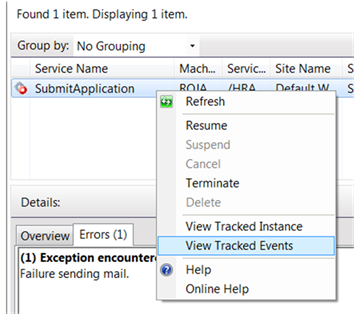 Found 1 item. Displaying 1 item.
Group by: No Grouping
Service Name Mach... Servic... Site Name S
SubmitApplication ROJA /HRA Default W S
Refresh
Resume
Suspend
Cancel
Terminate
Delete
Details:
View Tracked Instance
Overview Errors (1) View Tracked Events
(1) Exception encountere
Failure sending mail.
Help
Online Help